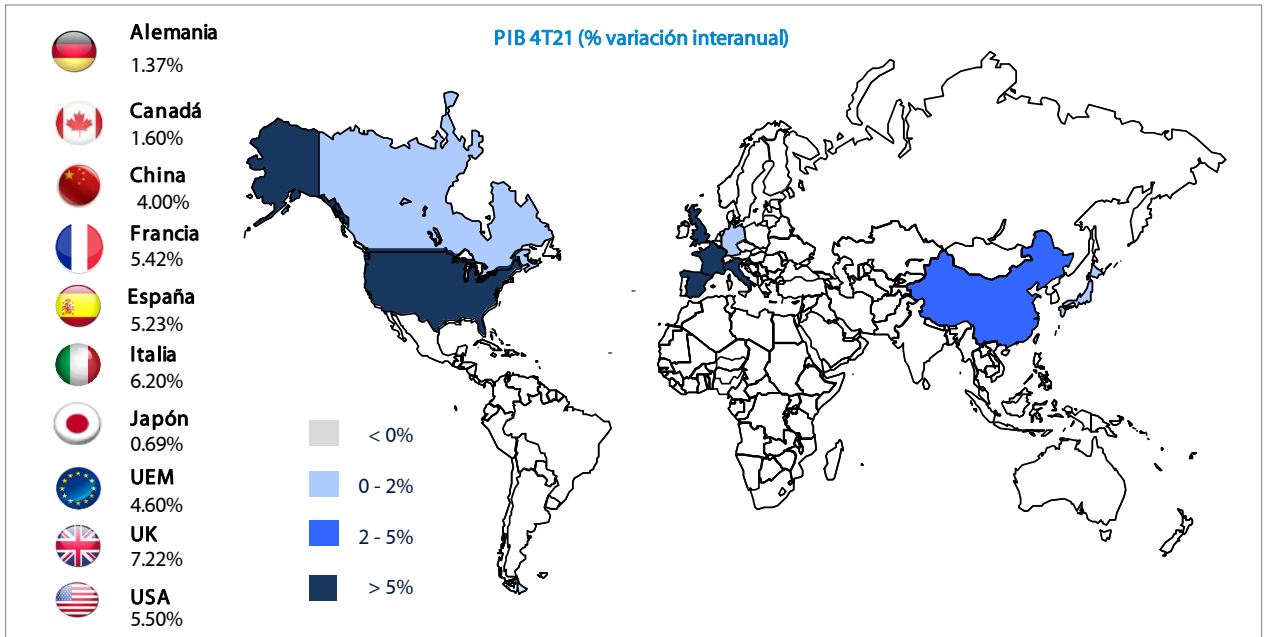 PIB 4T21 (% variación interanual)
Alemania
1.37%
Canadá
1.60%
China
4.00%
Francia
5.42%
España
5.23%
Italia
6.20%
Japón
0.69%
UEM
4.60%
UK
7.22%
USA
5.50%
< 0%
0 - 2%
2 - 5%
> 5%